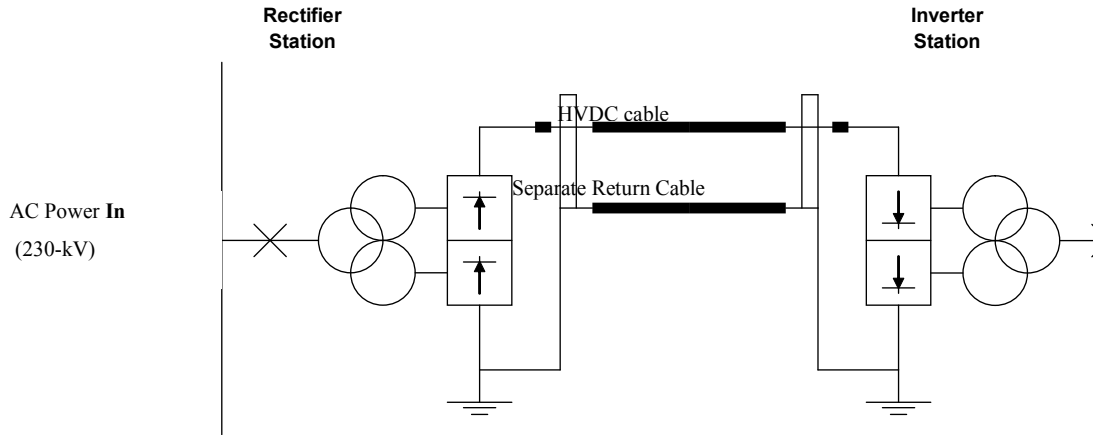 Rectifier
Station
Inverter
Station
HVDC cable
Separate Return Cable
AC Power In
(230-kV)